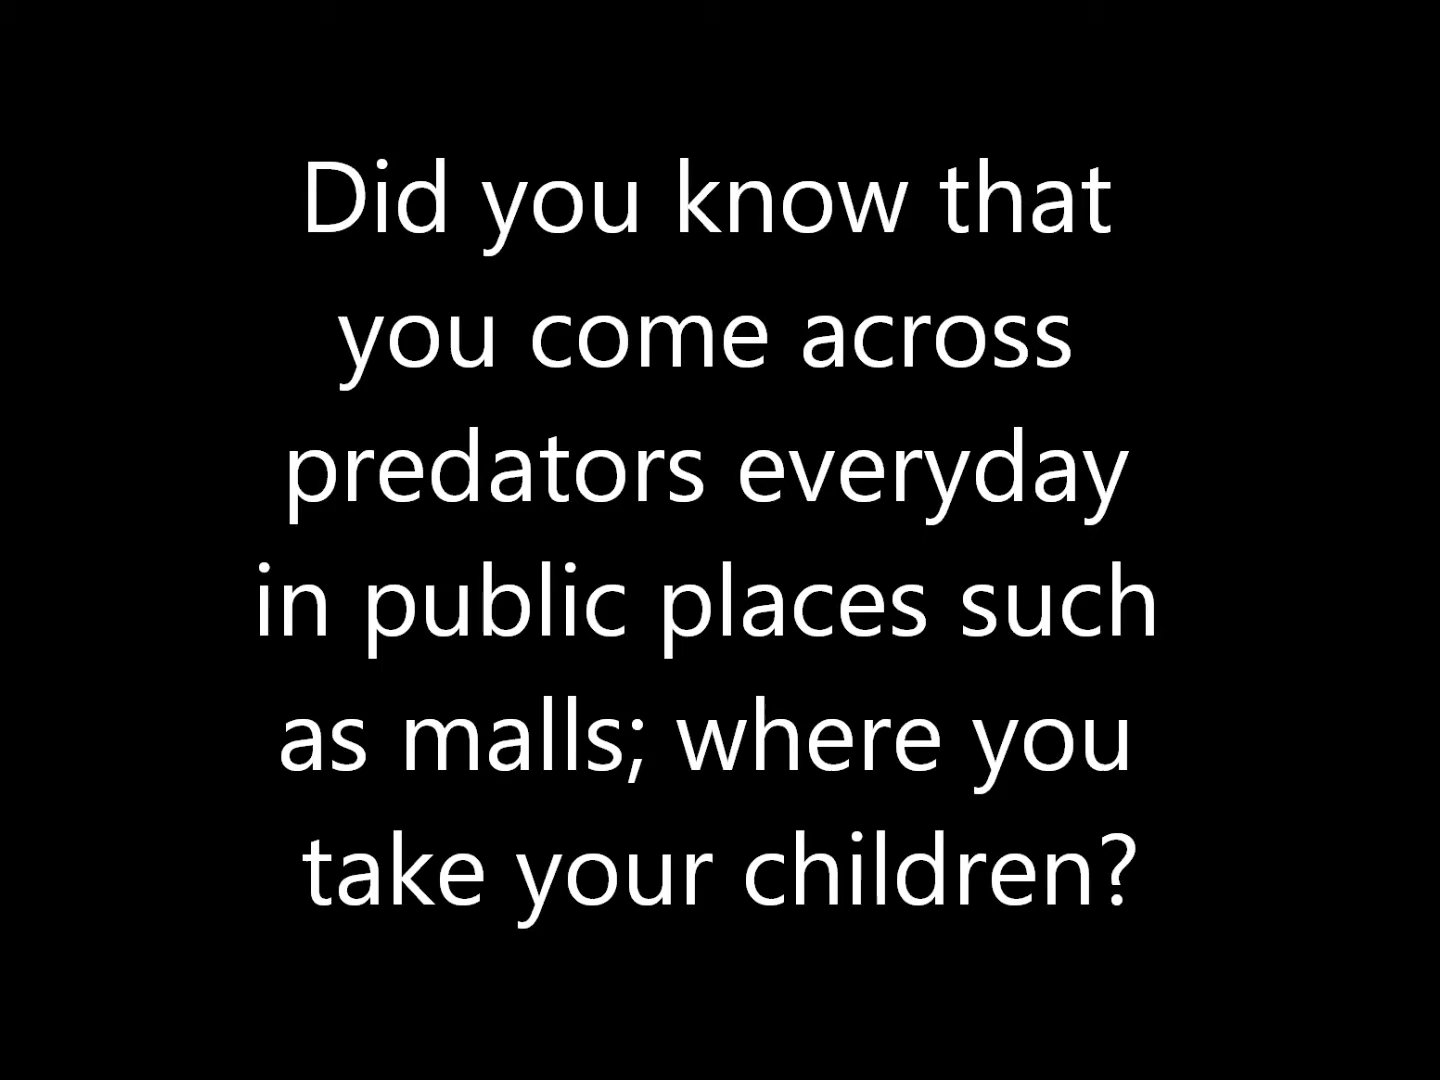 Did you know that
you come across
predators everyday
in public places such
as malls; where you
take your children?